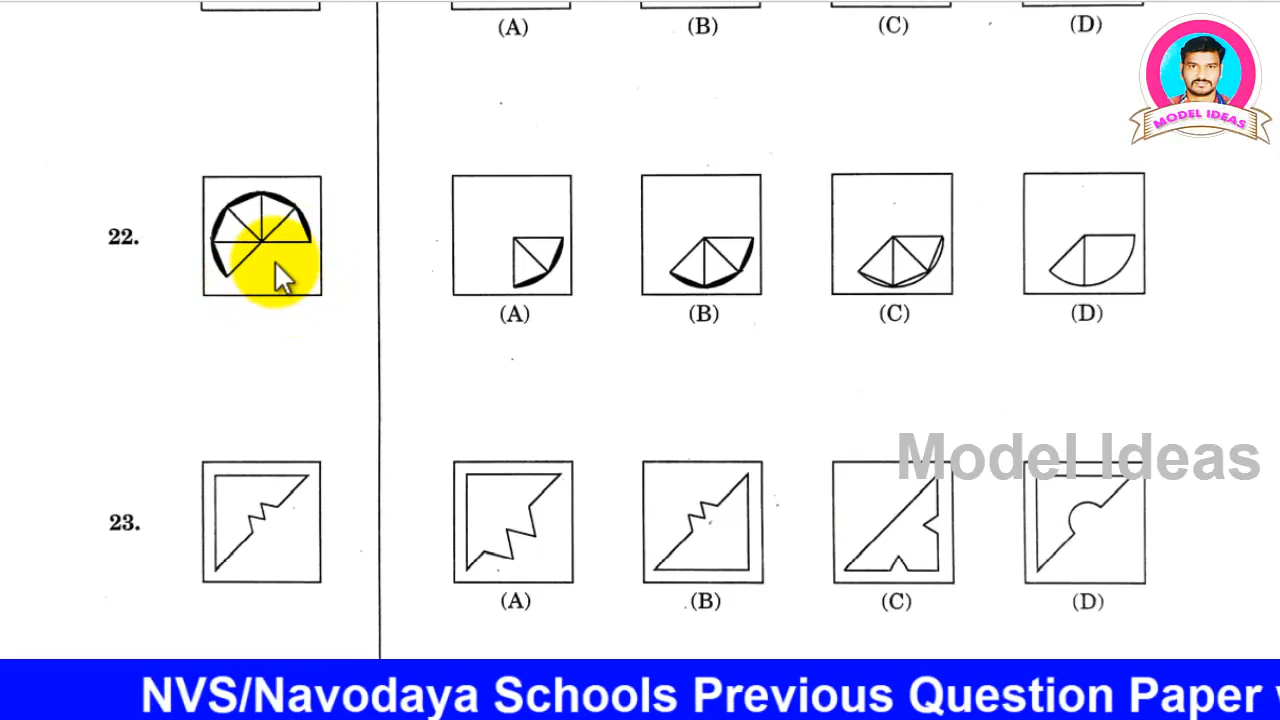 (A) (B) (C) (D)
MODEL IDEAS
22.
(A) (B) (C) (D)
Model Ideas
23.
(A) (B) (C) (D)
NVS/Navodaya Schools Previous Question Paper